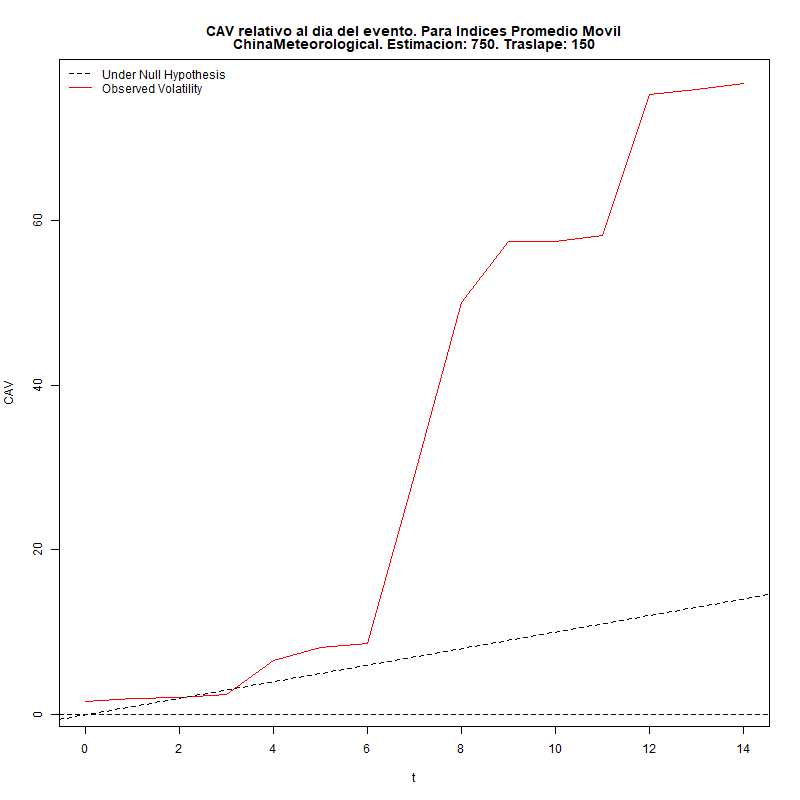 CAV relativo al dia del evento. Para Indices Promedio Movil
ChinaMeteorological. Estimacion: 750. Traslape: 150
Under Null Hypothesis
Observed Volatility
60
40
20
0
CAV
0 2 4 6 8 10 12 14
t